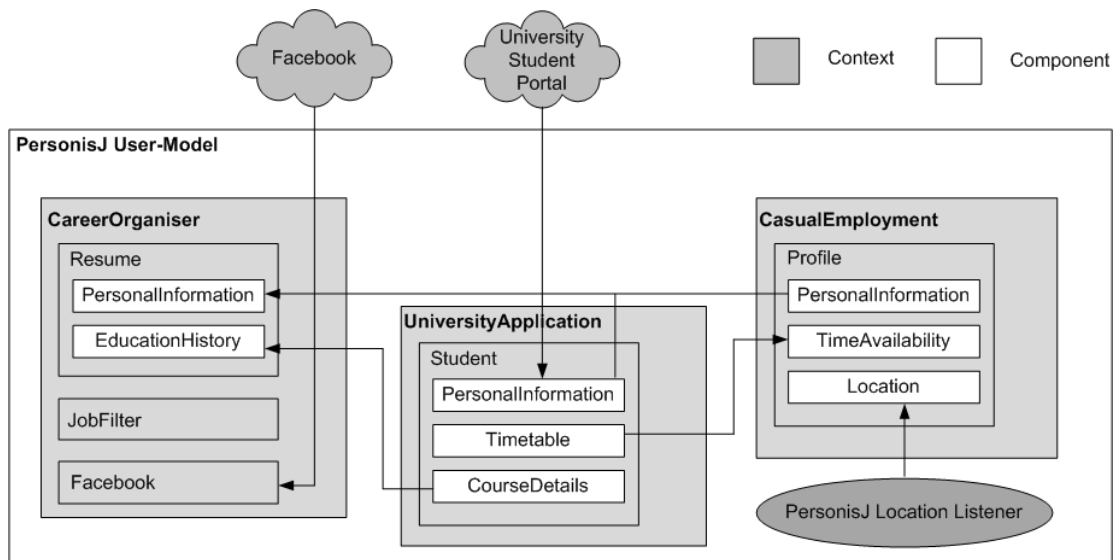 Facebook
University
Student
Portal
Context
Component
PersonisJ User-Model
CareerOrganiser
Resume
PersonalInformation
EducationHistory
JobFilter
Facebook
UniversityApplication
Student
PersonalInformation
Timetable
CourseDetails
CasualEmployment
Profile
PersonalInformation
TimeAvailability
Location
PersonisJ Location Listener